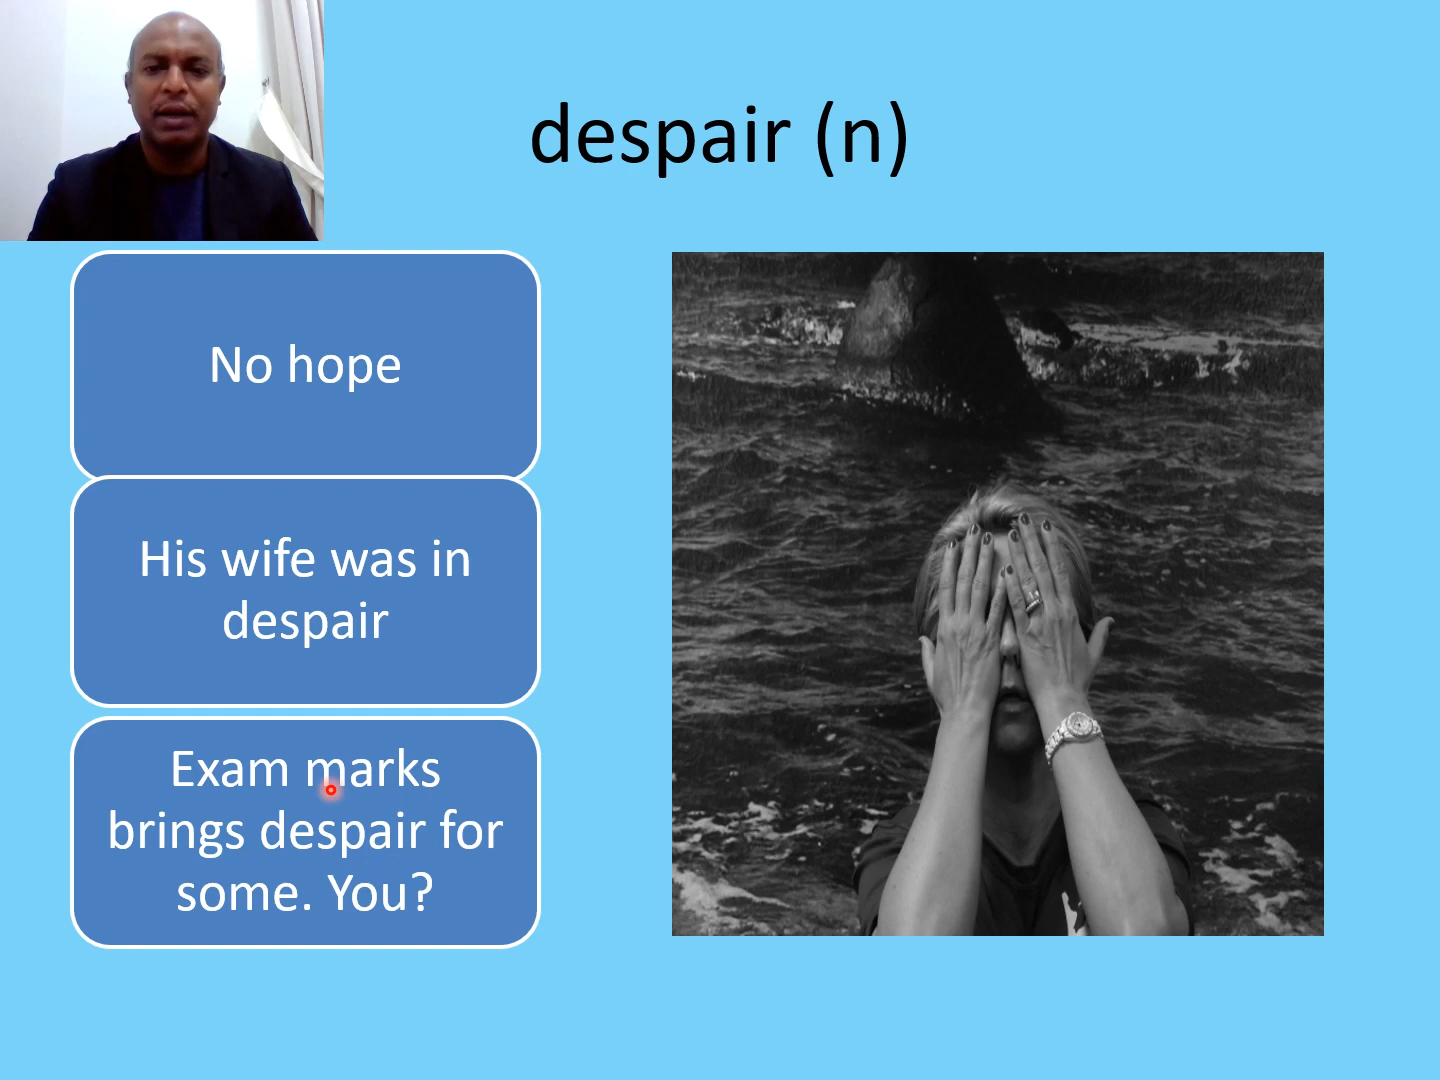 despair (n)
No hope
His wife was in
despair
Exam marks
brings despair for
some. You?